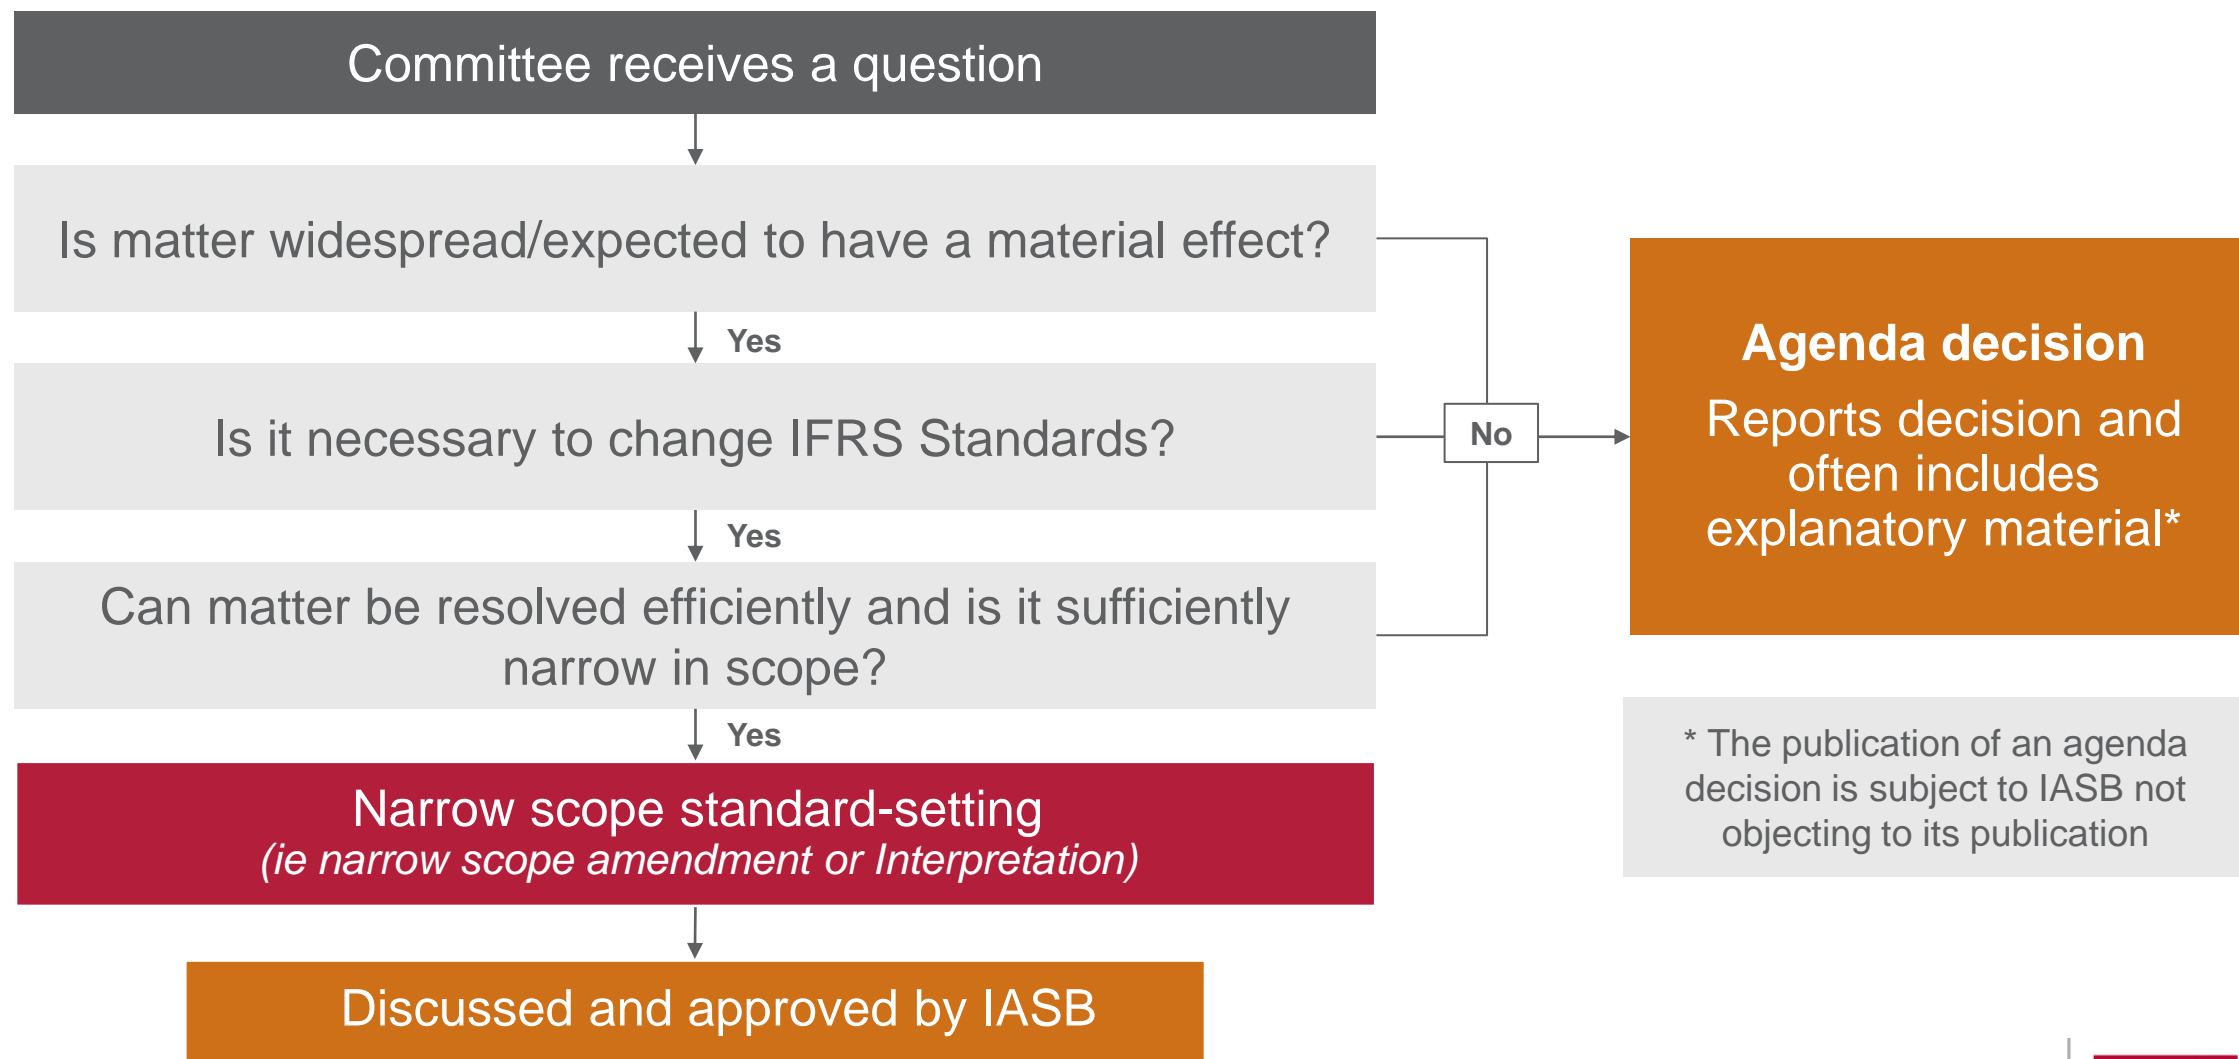 Committee receives a question
Is matter widespread/expected to have a material effect?
Yes
Is it necessary to change IFRS Standards?
Yes
Can matter be resolved efficiently and is it sufficiently
narrow in scope?
Yes
Narrow scope standard-setting
(ie narrow scope amendment or Interpretation)
Discussed and approved by IASB
No
Agenda decision
Reports decision and
often includes
explanatory material*
* The publication of an agenda
decision is subject to IASB not
objecting to its publication